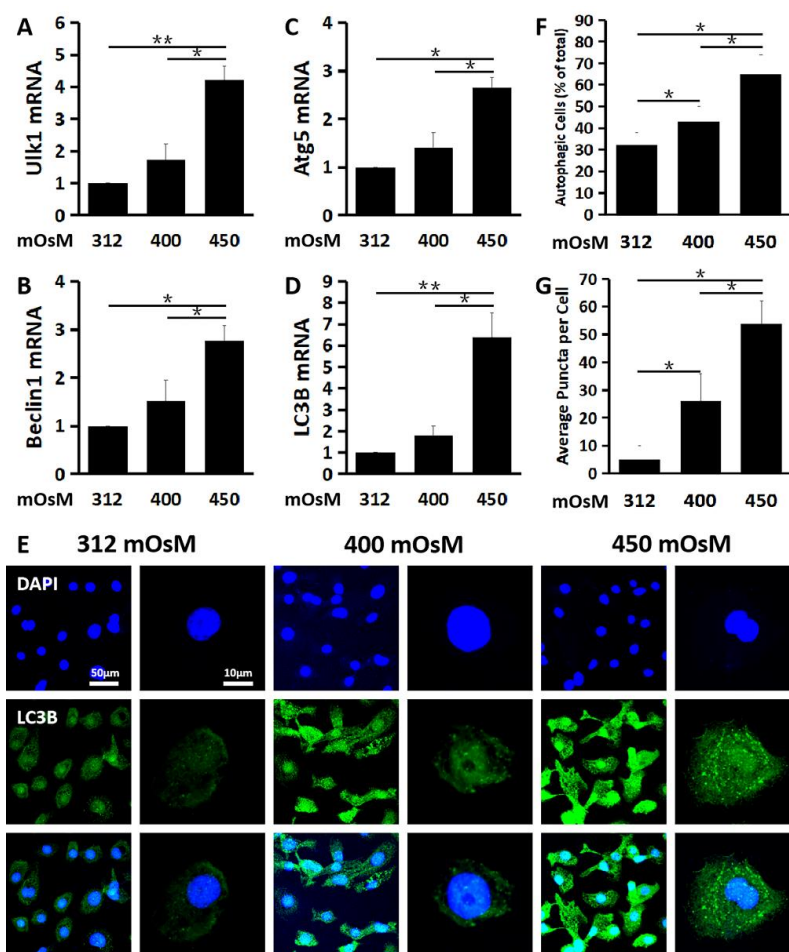 A
Ulk1 mRNA
6
5
4
3
2
1
0
**
*
mOsM 312 400 450
C
Atg5 mRNA
4
3
2
1
0
*
*
312 400 450
F
Autophagic Cells (% of total)
90
80
70
60
50
40
30
20
10
0
*
*
*
mOsM 312 400 450
B
Beclin1 mRNA
4
3
2
1
0
*
*
mOsM 312 400 450
D
LC3B mRNA
9
8
7
6
5
4
3
2
1
0
**
*
mOsM 312 400 450
G
Average Puncta per Cell
70
60
50
40
30
20
10
0
*
*
*
mOsM 312 400 450
E
312 mOsM 400 mOsM 450 mOsM
DAPI
50μm 10μm
LC3B